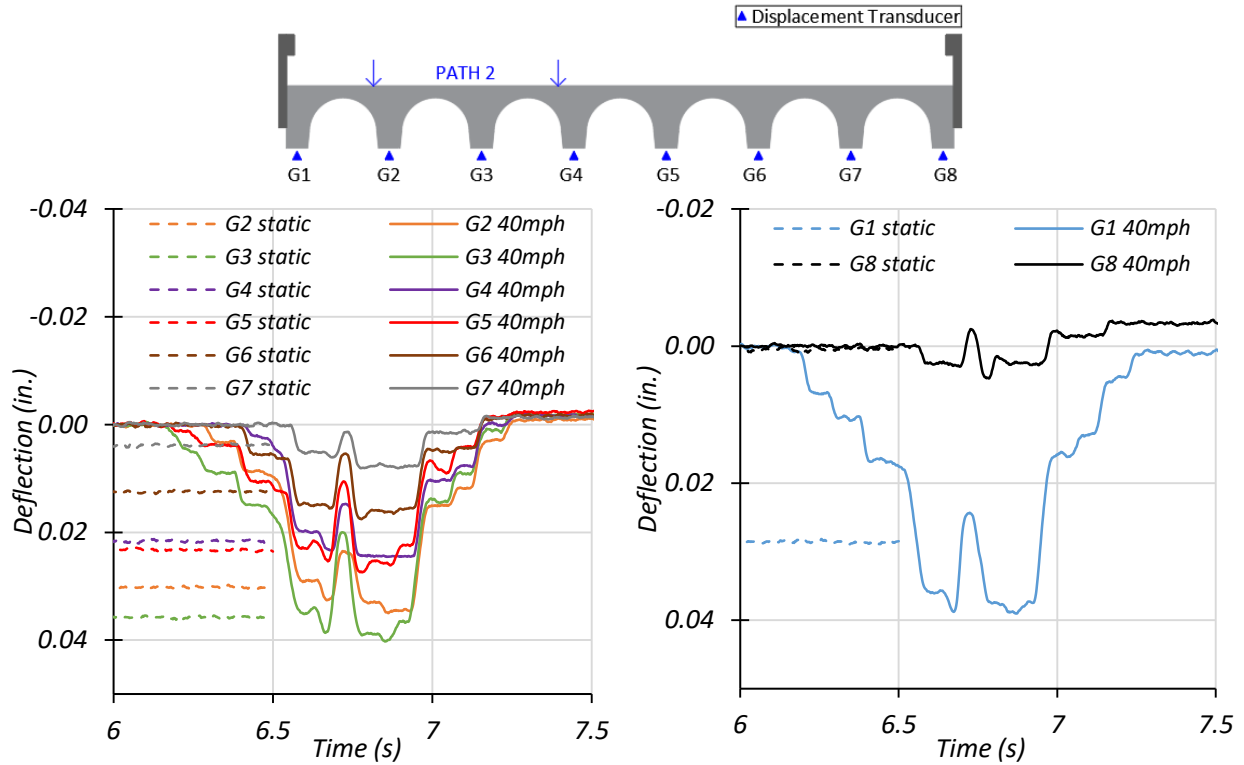 Displacement Transducer
PATH 2
G1 G2 G3 G4 G5 G6 G7 G8
-0.04
-0.02
0.00
0.02
0.04
Deflection (in.)
G2 static G2 40mph
G3 static G3 40mph
G4 static G4 40mph
G5 static G5 40mph
G6 static G6 40mph
G7 static G7 40mph
6 6.5 7 7.5
Time (s)
-0.02
0.00
0.02
0.04
Deflection (in.)
G1 static G1 40mph
G8 static G8 40mph
6 6.5 7 7.5
Time (s)